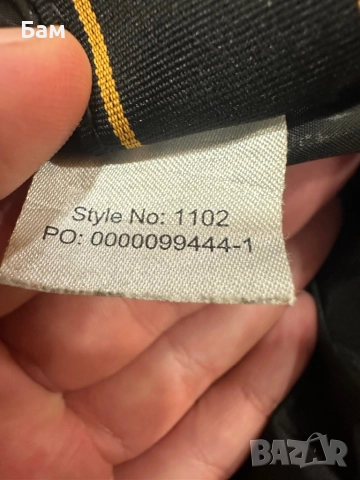 Бам
Style No: 1102
PO: 0000099444-1
BAZAR